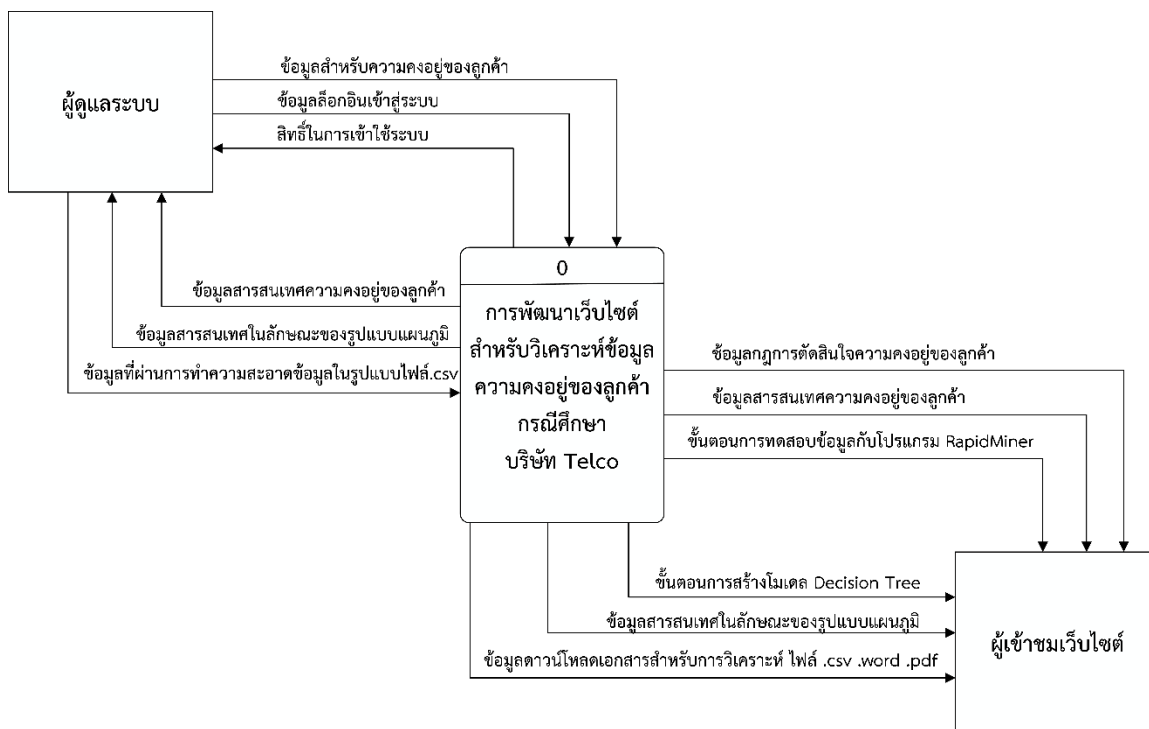 ข้อมูลสำหรับความคงอยู่ของลูกค้า
ข้อมูลล็อกอินเข้าสู่ระบบ
ผู้ดูแลระบบ
สิทธิ์ในการเข้าใช้ระบบ
0
ข้อมูลสารสนเทศความคงอยู่ของลูกค้า
ข้อมูลสารสนเทศในลักษณะของรูปแบบแผนภูมิ
ข้อมูลที่ผ่านการทำความสะอาดข้อมูลในรูปแบบไฟล์.csv
การพัฒนาเว็บไซต์
สำหรับวิเคราะห์ข้อมูล
ความคงอยู่ของลูกค้า
กรณีศึกษา
บริษัท Telco
ข้อมูลกฎการตัดสินใจความคงอยู่ของลูกค้า
ข้อมูลสารสนเทศความคงอยู่ของลูกค้า
ขั้นตอนการทดสอบข้อมูลกับโปรแกรม RapidMiner
ขั้นตอนการสร้างโมเดล Decision Tree
ข้อมูลสารสนเทศในลักษณะของรูปแบบแผนภูมิ
ข้อมูลดาวน์โหลดเอกสารสำหรับการวิเคราะห์ ไฟล์ .csv .word .pdf
ผู้เข้าชมเว็บไซต์